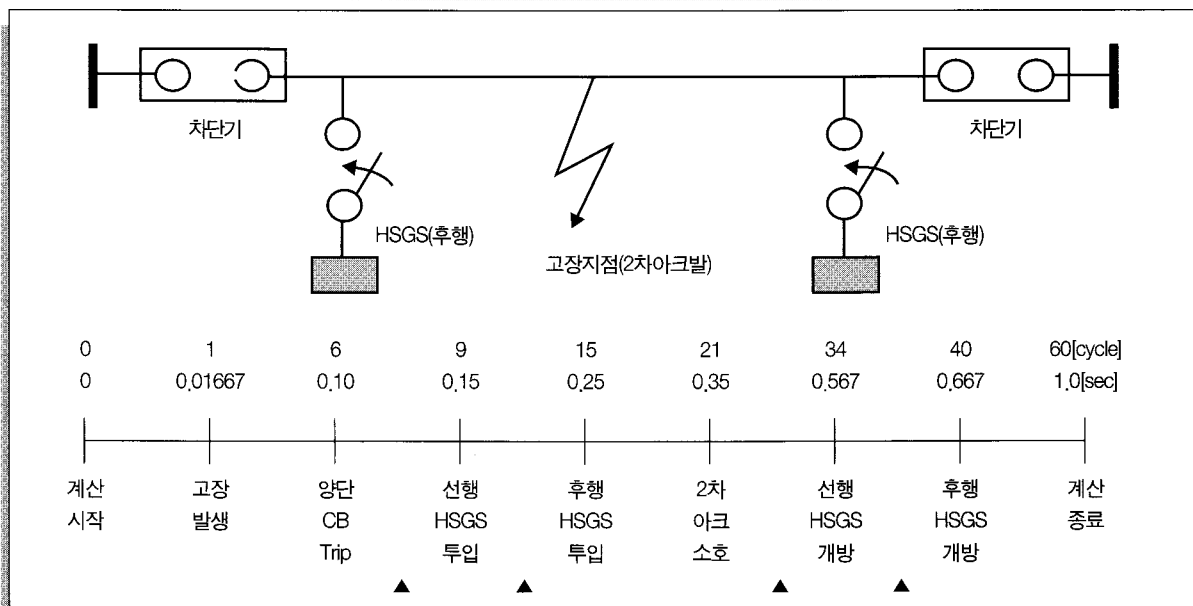 차단기
차단기
HSGS(후행)
HSGS(후행)
고장지점(2차아크발)
0 1 6 9 15 21 34 40 60[cycle]
0 0.01667 0.10 0.15 0.25 0.35 0.567 0.667 1.0[sec]
계산 고장 양단 선행 후행 2차 선행 후행 계산
시작 발생 CB HSGS HSGS 아크 HSGS HSGS 종료
Trip 투입 투입 소호 개방 개방